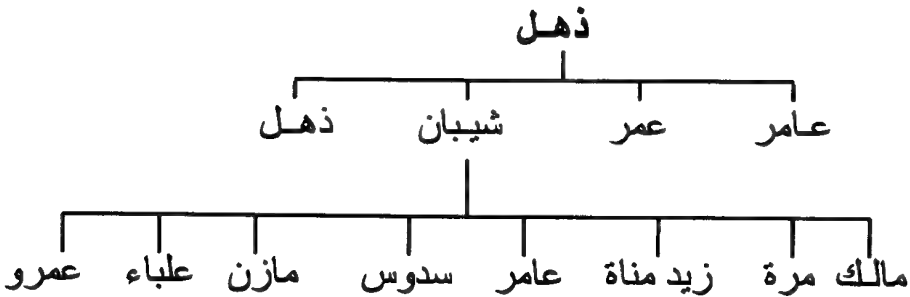 ذهل
عامر عمر شيبان ذهل
مالك مرة زيد مناة عامر سدوس مازن علباء عمرو